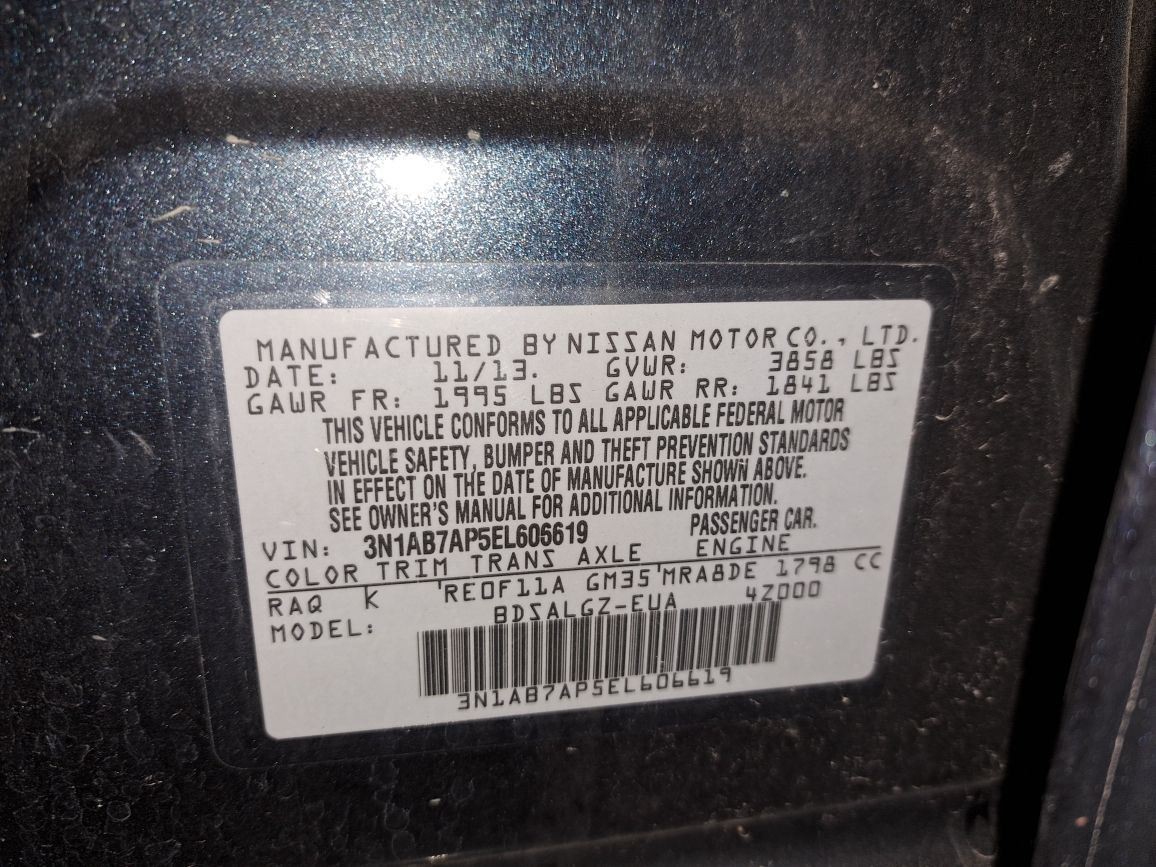 MANUFACTURED BY NISSAN MOTOR CO., LTD.
DATE: 11/13. GVWR: 3858 LBS
GAWR FR: 1995 LBS GAWR RR: 1841 LBS
THIS VEHICLE CONFORMS TO ALL APPLICABLE FEDERAL MOTOR
VEHICLE SAFETY, BUMPER AND THEFT PREVENTION STANDARDS
IN EFFECT ON THE DATE OF MANUFACTURE SHOWN ABOVE.
SEE OWNER'S MANUAL FOR ADDITIONAL INFORMATION.
VIN: 3N1AB7AP5EL606619 PASSENGER CAR.
COLOR TRIM TRANS AXLE ENGINE
RAQ K RE0F11A GM35 MRA8DE 1798 CC
MODEL: BDSALGZ-EUA 4Z000
3N1AB7AP5EL606619